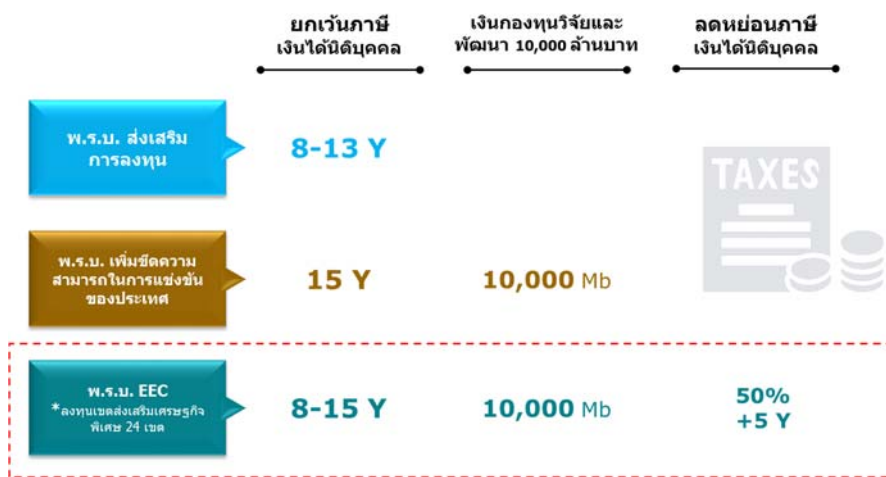 ยกเว้นภาษี
เงินได้นิติบุคคล
เงินกองทุนวิจัยและ
พัฒนา 10,000 ล้านบาท
ลดหย่อนภาษี
เงินได้นิติบุคคล
พ.ร.บ. ส่งเสริม
การลงทุน
8-13 Y
TAXES
พ.ร.บ. เพิ่มขีดความ
สามารถในการแข่งขัน
ของประเทศ
15 Y
10,000 Mb
พ.ร.บ. EEC
*ลงทุนเขตส่งเสริมเศรษฐกิจ
พิเศษ 24 เขต
8-15 Y
10,000 Mb
50%
+5 Y